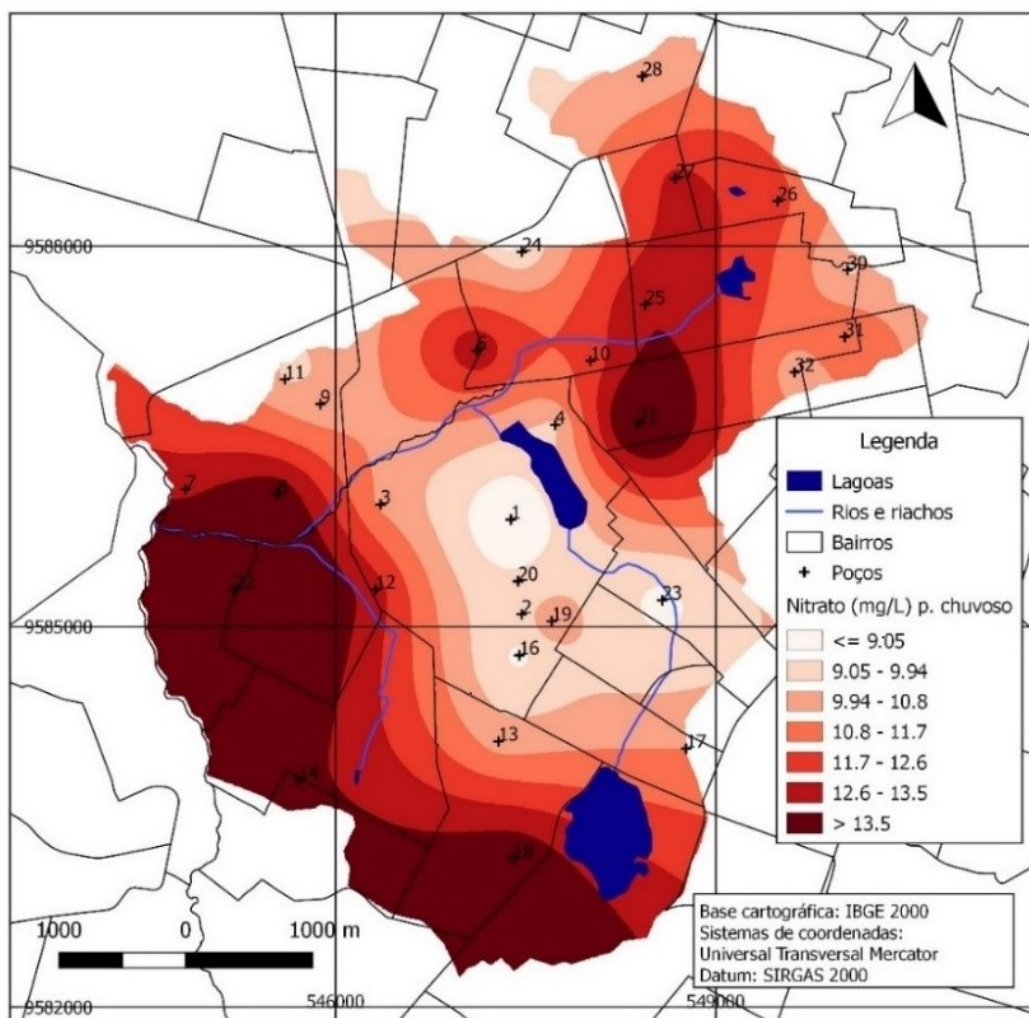 28
27
26
9588000
24
30
25
31
5
10
32
11
9
21
4
7
8
3
1
22
12
20
23
2
19
9585000
16
13
17
14
18
Legenda
Lagoas
Rios e riachos
Bairros
Poços
Nitrato (mg/L) p. chuvoso
<= 9.05
9.05 - 9.94
9.94 - 10.8
10.8 - 11.7
11.7 - 12.6
12.6 - 13.5
> 13.5
1000 0 1000 m
Base cartográfica: IBGE 2000
Sistemas de coordenadas:
Universal Transversal Mercator
Datum: SIRGAS 2000
9582000 546000 549000